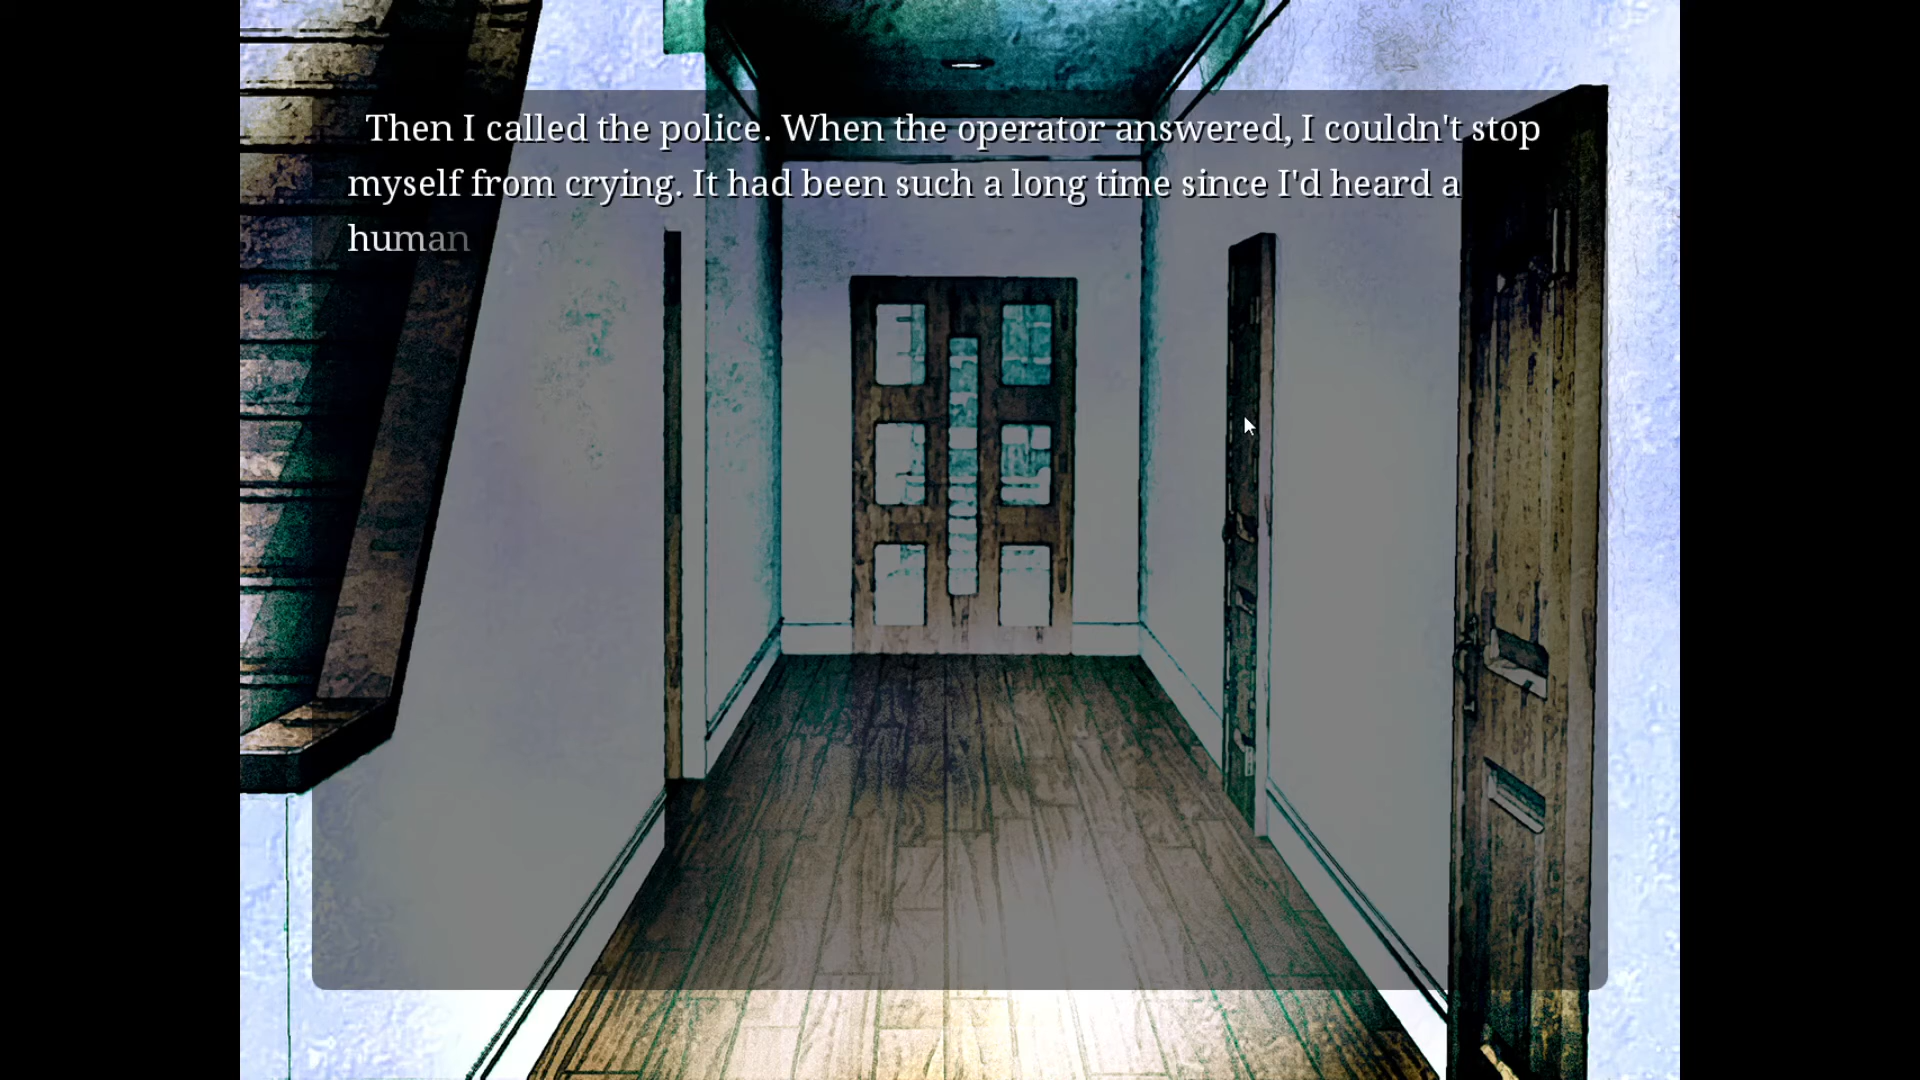 Then I called the police. When the operator answered, I couldn't stop
myself from crying. It had been such a long time since I'd heard a
human